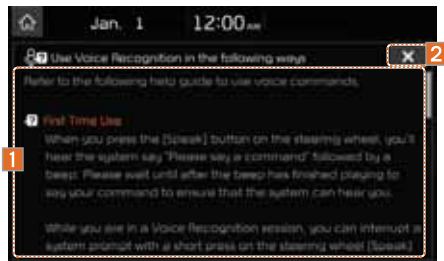 Jan. 1 12:00 AM
Use Voice Recognition in the following ways
2
Refer to the following help guide to use voice commands.
First Time Use
When you press the [Speak] button on the steering wheel, you'll
hear the system say "Please say a command" followed by a
beep. Please wait until after the beep has finished playing to
say your command to ensure that the system can hear you.
1
While you are in a Voice Recognition session, you can interrupt a
system prompt with a short press on the steering wheel [Speak]